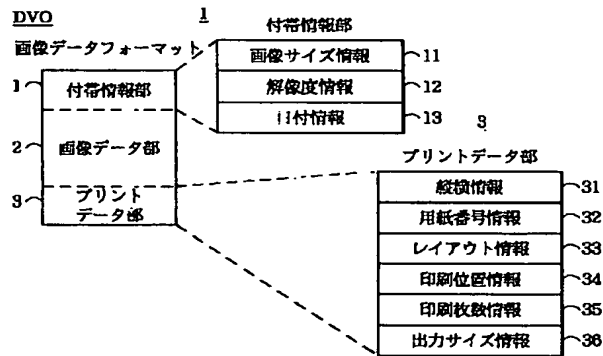 DVO
画像データフォーマット
1
付帯情報部
2
画像データ部
3
プリント
データ部
1
付帯情報部
画像サイズ情報
11
解像度情報
12
日付情報
13
3
プリントデータ部
縦横情報
31
用紙番号情報
32
レイアウト情報
33
印刷位置情報
34
印刷枚数情報
35
出力サイズ情報
36